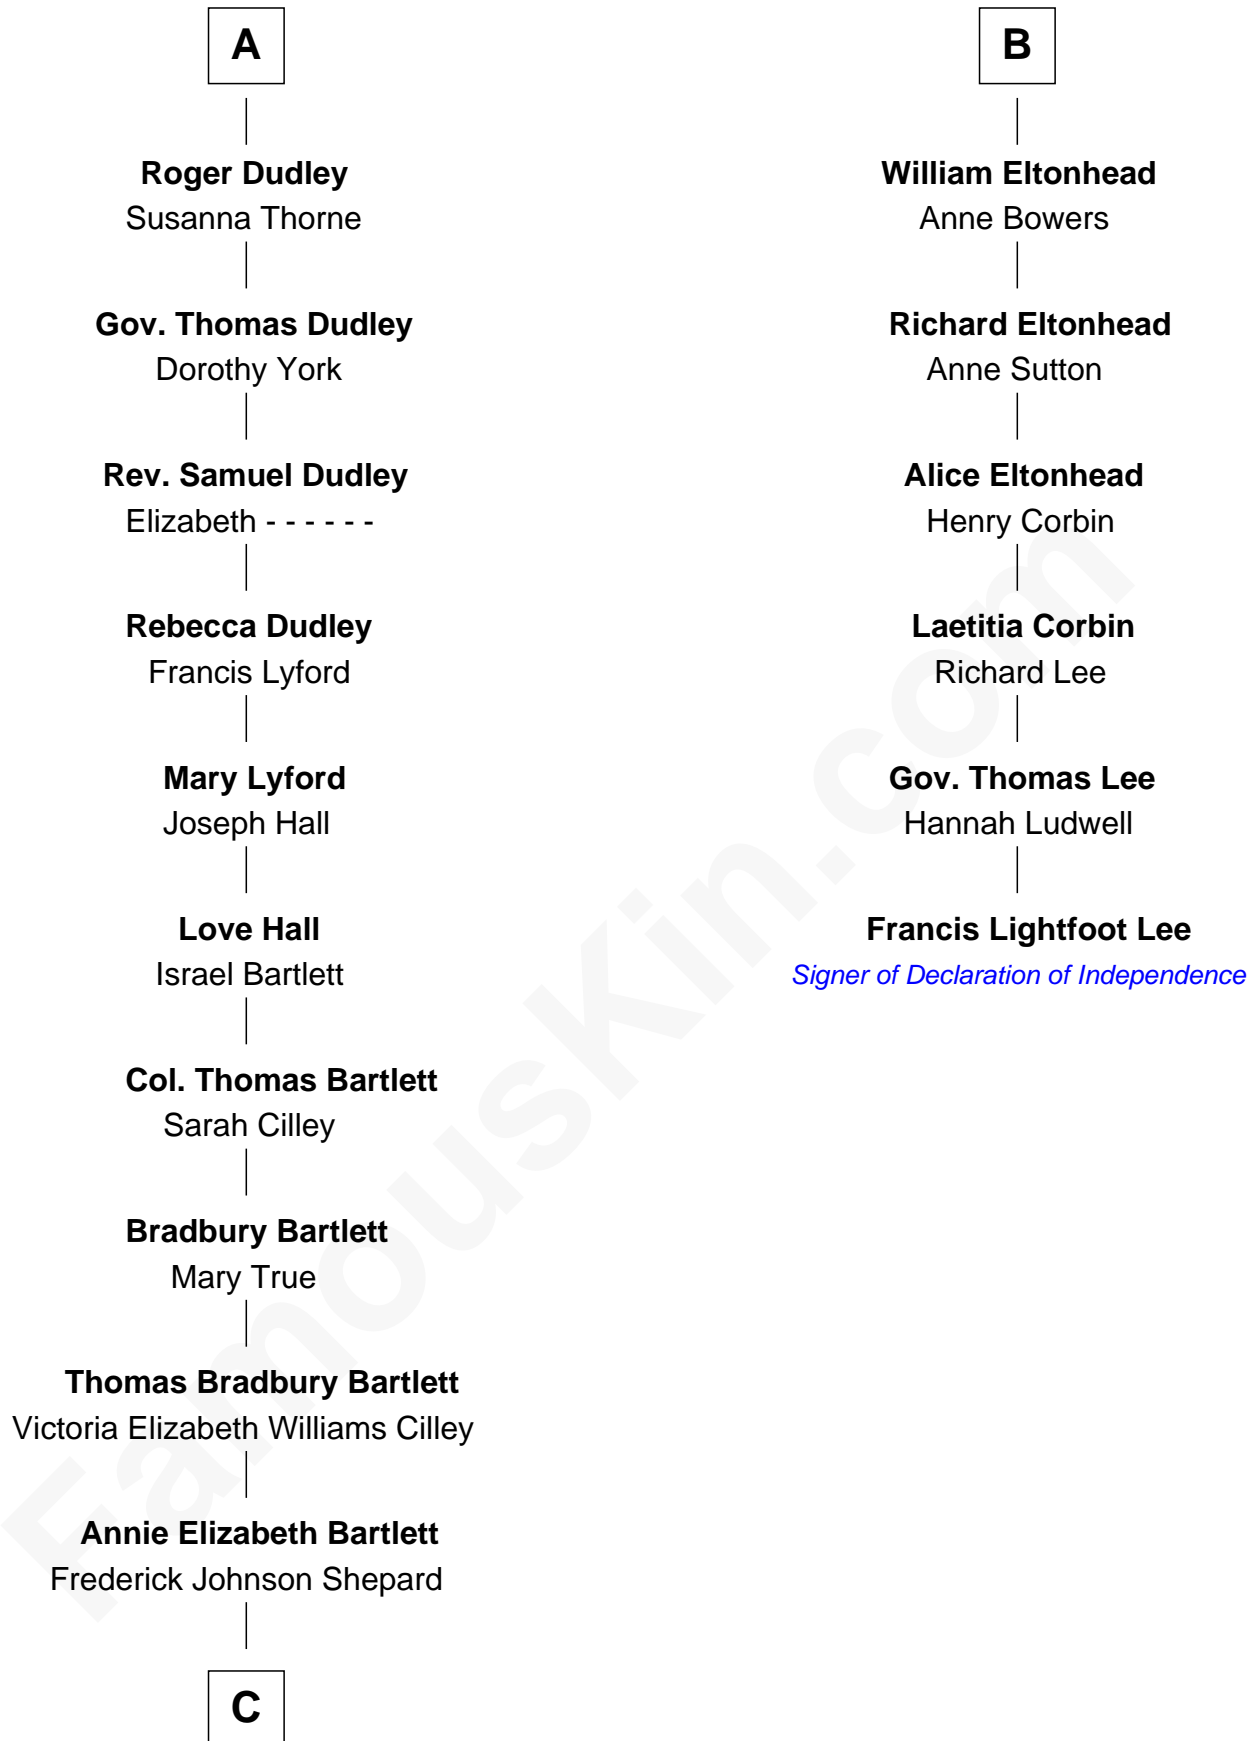 A
Roger Dudley
Susanna Thorne
Gov. Thomas Dudley
Dorothy York
Rev. Samuel Dudley
Elizabeth - - - - - -
Rebecca Dudley
Francis Lyford
Mary Lyford
Joseph Hall
Love Hall
Israel Bartlett
Col. Thomas Bartlett
Sarah Cilley
Bradbury Bartlett
Mary True
Thomas Bradbury Bartlett
Victoria Elizabeth Williams Cilley
Annie Elizabeth Bartlett
Frederick Johnson Shepard
C
B
William Eltonhead
Anne Bowers
Richard Eltonhead
Anne Sutton
Alice Eltonhead
Henry Corbin
Laetitia Corbin
Richard Lee
Gov. Thomas Lee
Hannah Ludwell
Francis Lightfoot Lee
Signer of Declaration of Independence
FamousKin.com